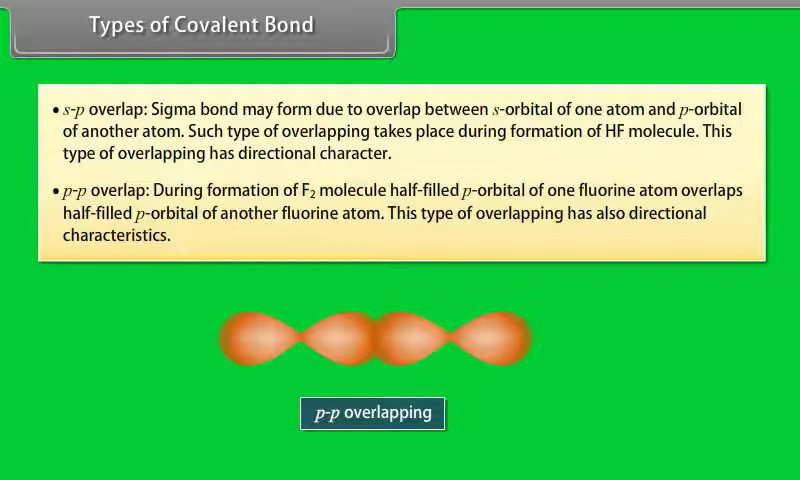 Types of Covalent Bond
• s-p overlap: Sigma bond may form due to overlap between s-orbital of one atom and p-orbital
of another atom. Such type of overlapping takes place during formation of HF molecule. This
type of overlapping has directional character.
• p-p overlap: During formation of F₂ molecule half-filled p-orbital of one fluorine atom overlaps
half-filled p-orbital of another fluorine atom. This type of overlapping has also directional
characteristics.
p-p overlapping